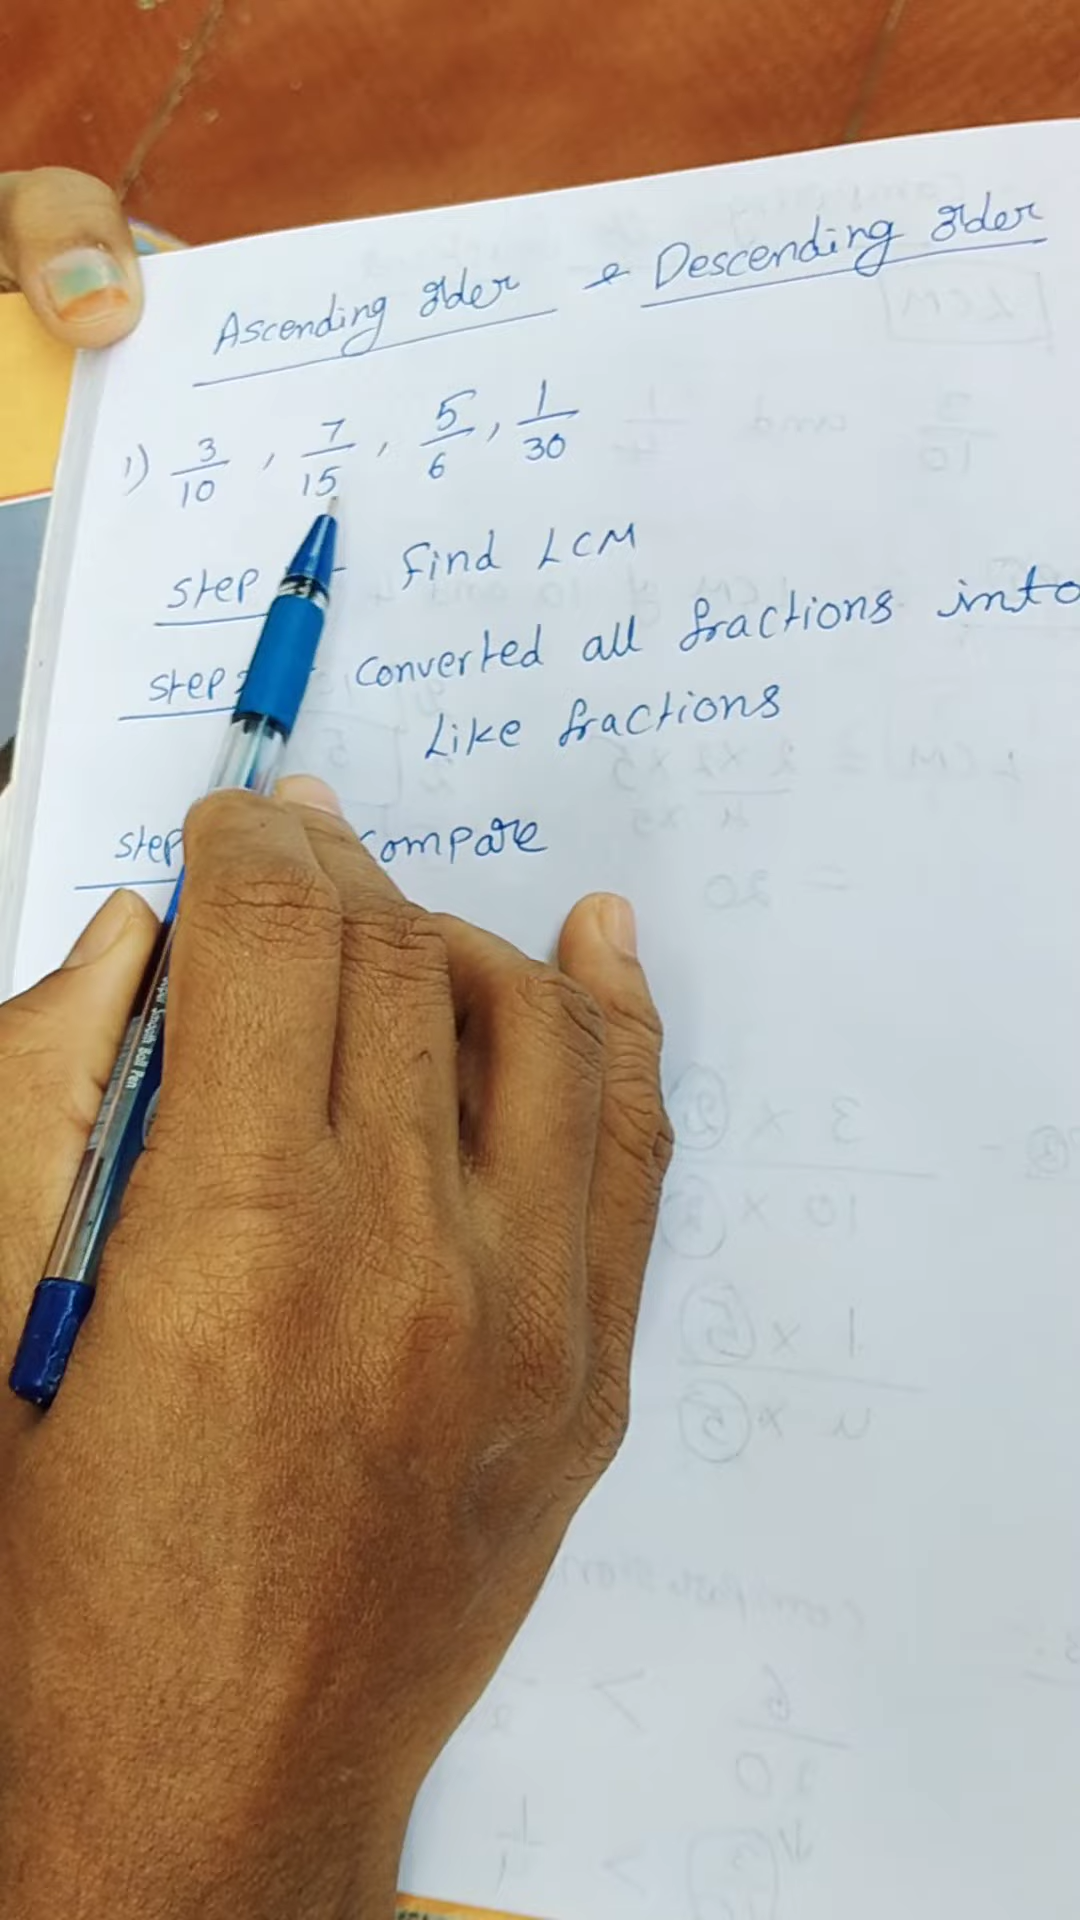 Ascending order & Descending order
1) 3/10, 7/15, 5/6, 1/30
Step - Find LCM
Step converted all fractions into
Like fractions
Step compare